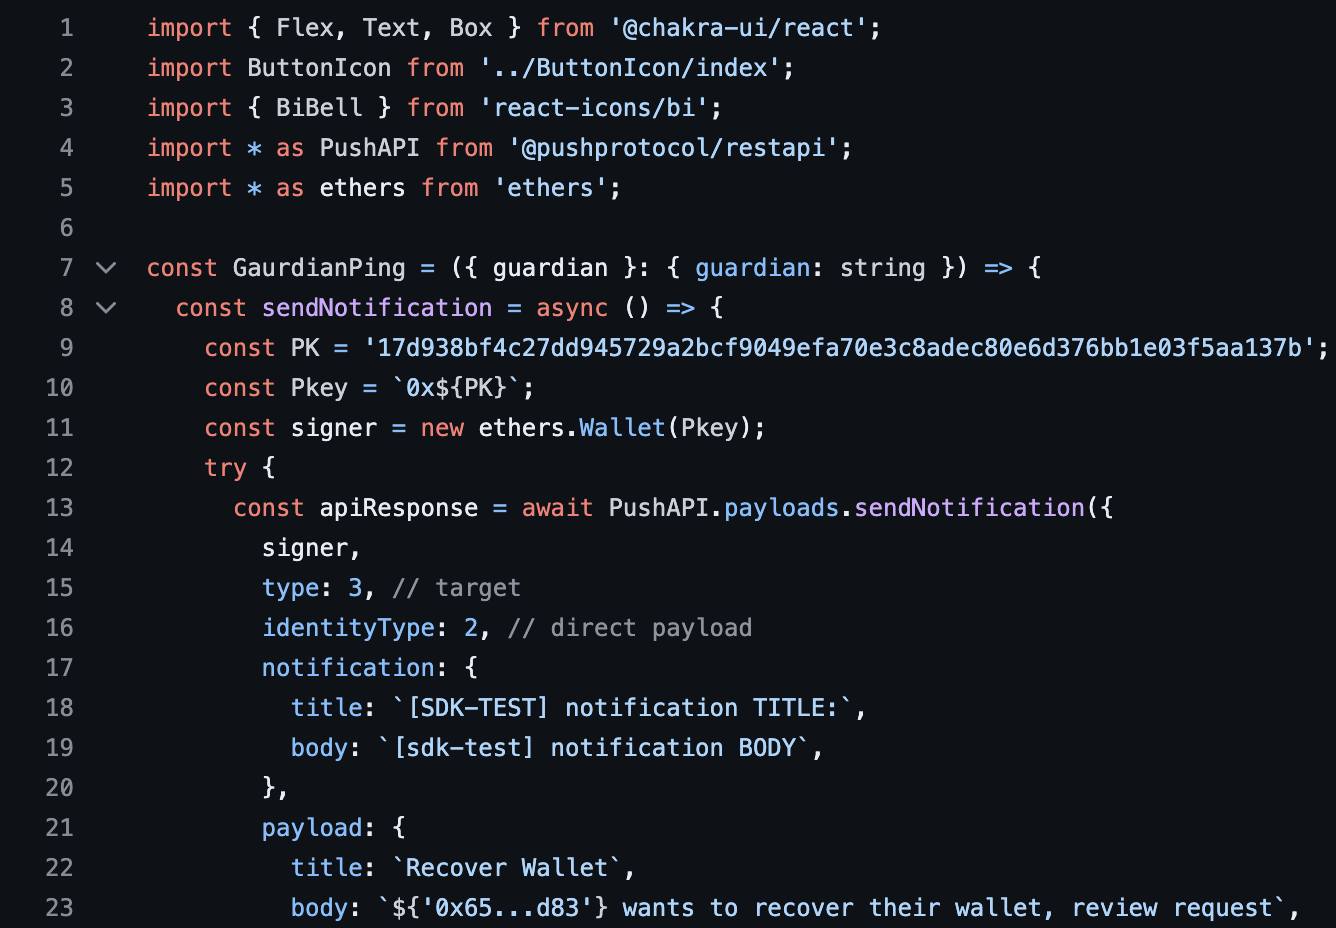 1 import { Flex, Text, Box } from '@chakra-ui/react';
2 import ButtonIcon from '../ButtonIcon/index';
3 import { BiBell } from 'react-icons/bi';
4 import * as PushAPI from '@pushprotocol/restapi';
5 import * as ethers from 'ethers';
6
7 const GaurdianPing = ({ guardian }: { guardian: string }) => {
8 const sendNotification = async () => {
9 const PK = '17d938bf4c27dd945729a2bcf9049efa70e3c8adec80e6d376bb1e03f5aa137b';
10 const Pkey = `0x${PK}`;
11 const signer = new ethers.Wallet(Pkey);
12 try {
13 const apiResponse = await PushAPI.payloads.sendNotification({
14 signer,
15 type: 3, // target
16 identityType: 2, // direct payload
17 notification: {
18 title: `[SDK-TEST] notification TITLE:`,
19 body: `[sdk-test] notification BODY`,
20 },
21 payload: {
22 title: `Recover Wallet`,
23 body: `${'0x65...d83'} wants to recover their wallet, review request`,